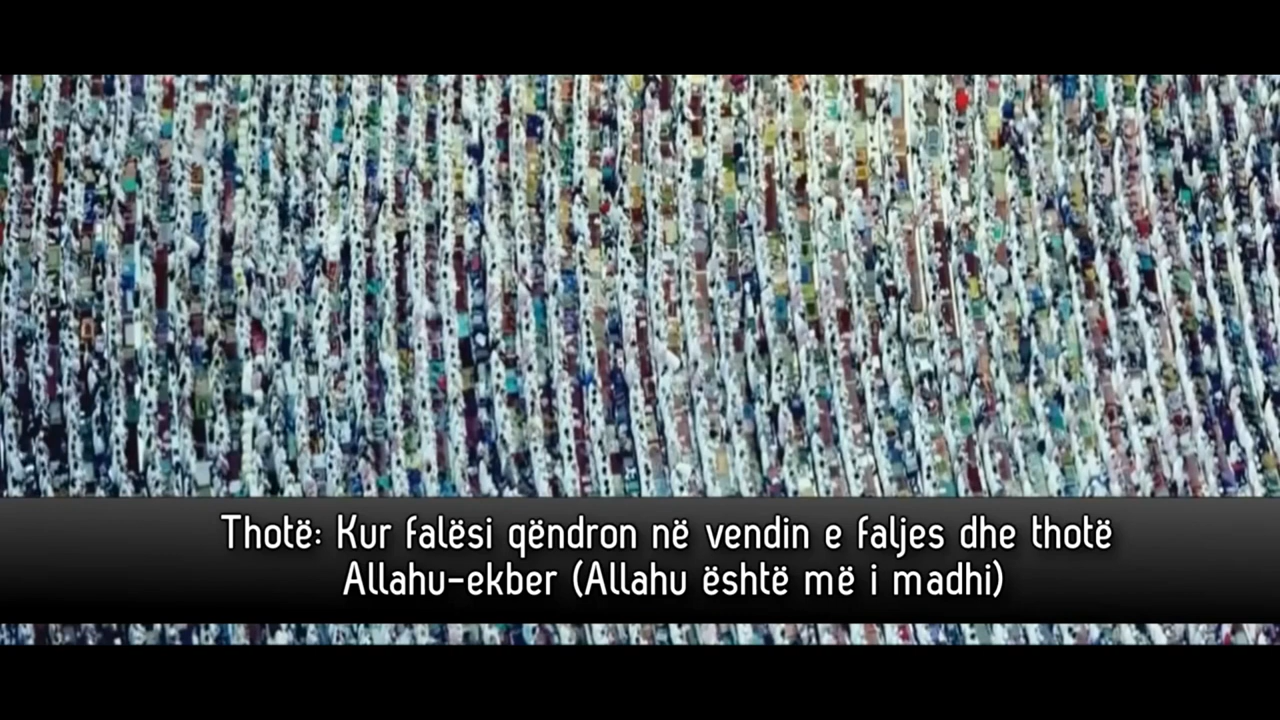 Thotë: Kur falësi qëndron në vendin e faljes dhe thotë
Allahu-ekber (Allahu është më i madhi)